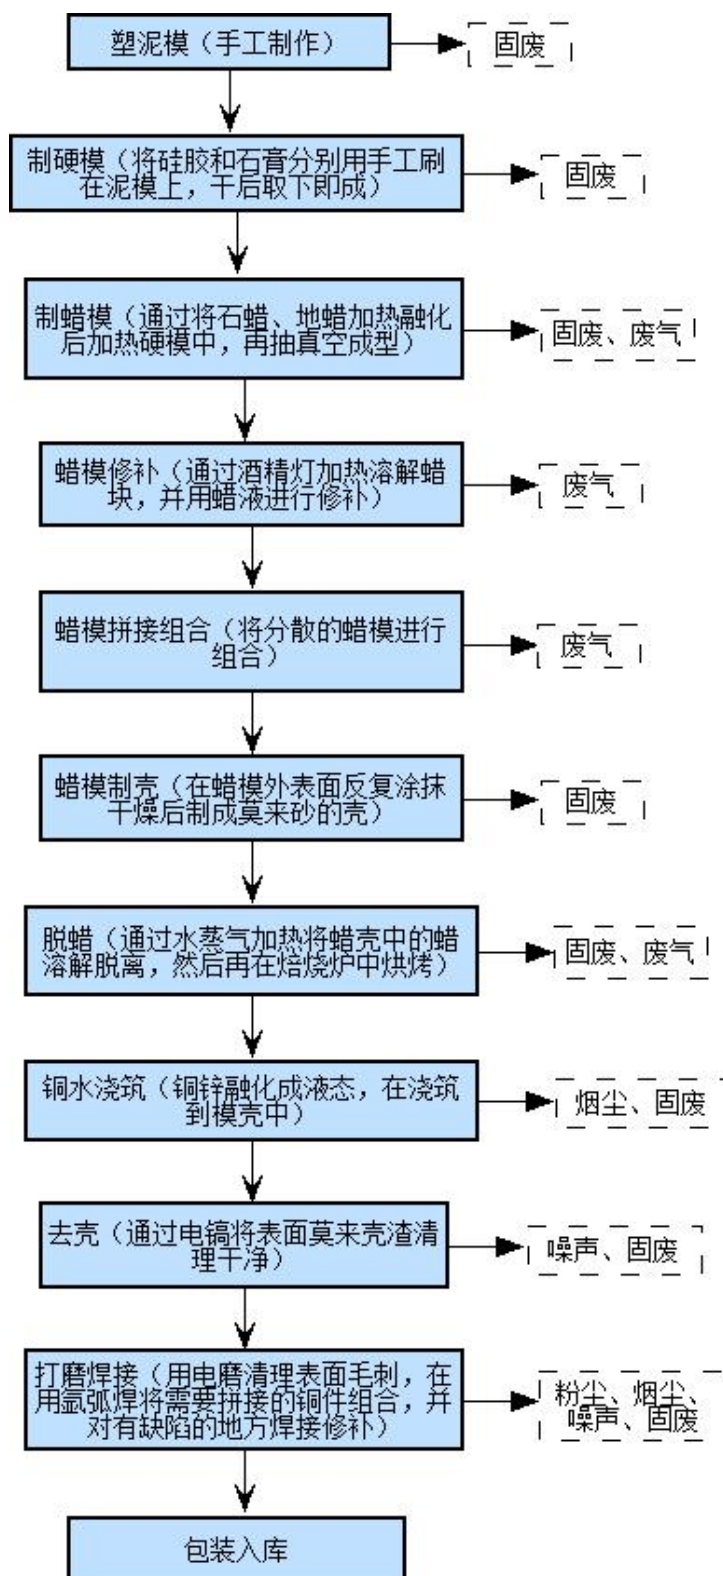 塑泥模（手工制作）
固废
制硬模（将硅胶和石膏分别用手工刷
在泥模上，干后取下即成）
固废
制蜡模（通过将石蜡、地蜡加热融化
后加热硬模中，再抽真空成型）
固废、废气
蜡模修补（通过酒精灯加热溶解蜡
块，并用蜡液进行修补）
废气
蜡模拼接组合（将分散的蜡模进行
组合）
废气
蜡模制壳（在蜡模外表面反复涂抹
干燥后制成莫来砂的壳）
固废
脱蜡（通过水蒸气加热将蜡壳中的蜡
溶解脱离，然后再在焙烧炉中烘烤）
固废、废气
铜水浇筑（铜锌融化成液态，在浇筑
到模壳中）
烟尘、固废
去壳（通过电镐将表面莫来壳渣清
理干净）
噪声、固废
打磨焊接（用电磨清理表面毛刺，在
用氩弧焊将需要拼接的铜件组合，并
对有缺陷的地方焊接修补）
粉尘、烟尘、
噪声、固废
包装入库